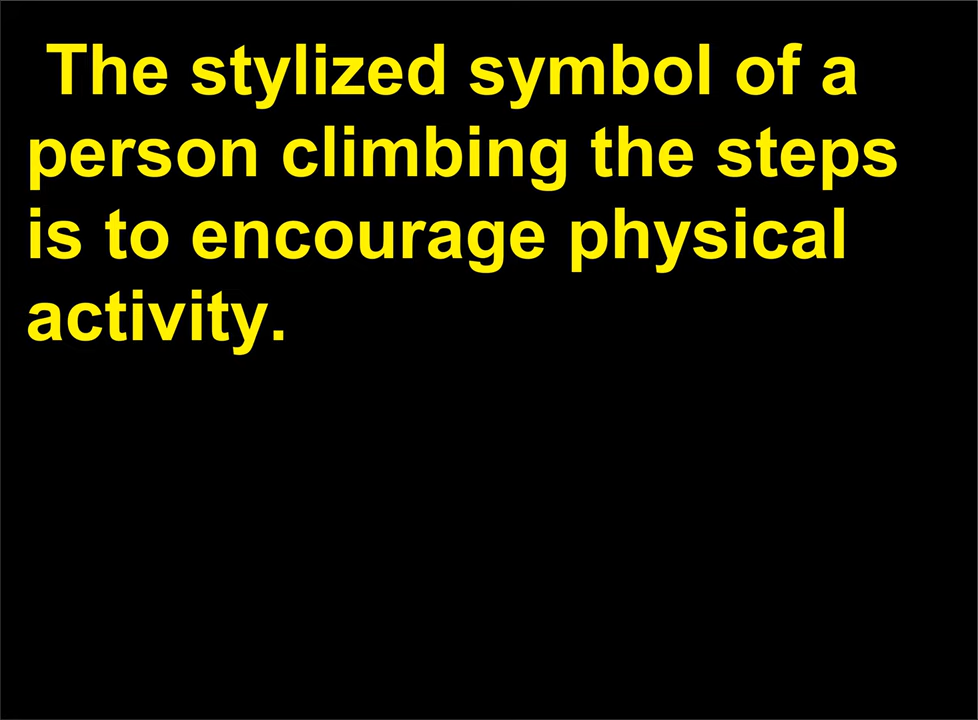 The stylized symbol of a
person climbing the steps
is to encourage physical
activity.